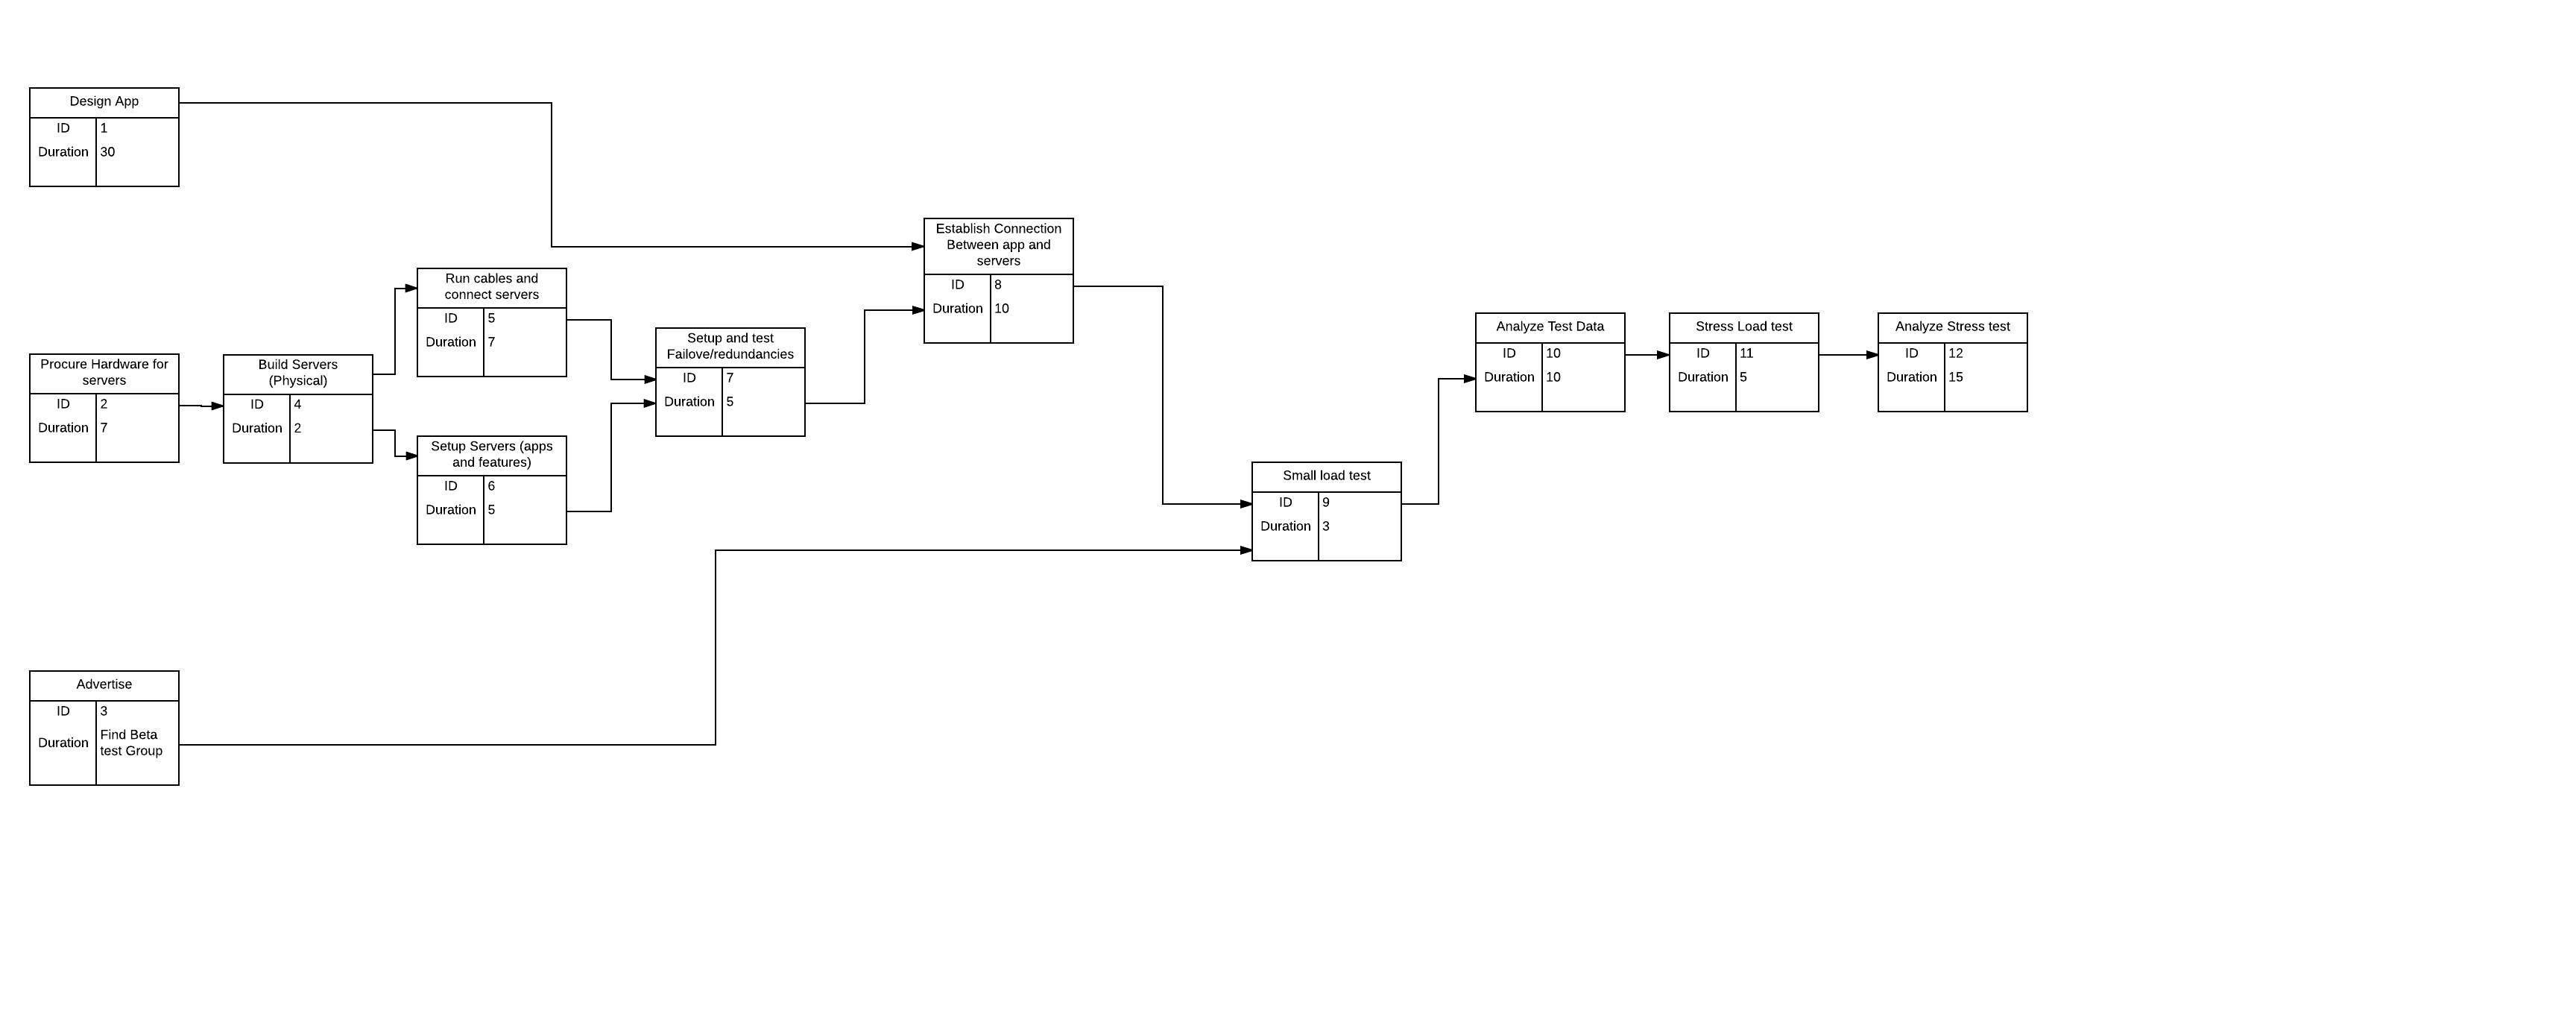 Design App
ID 1
Duration 30
Procure Hardware for
servers
ID 2
Duration 7
Advertise
ID 3
Duration Find Beta
test Group
Build Servers
(Physical)
ID 4
Duration 2
Run cables and
connect servers
ID 5
Duration 7
Setup Servers (apps
and features)
ID 6
Duration 5
Setup and test
Failove/redundancies
ID 7
Duration 5
Establish Connection
Between app and
servers
ID 8
Duration 10
Small load test
ID 9
Duration 3
Analyze Test Data
ID 10
Duration 10
Stress Load test
ID 11
Duration 5
Analyze Stress test
ID 12
Duration 15